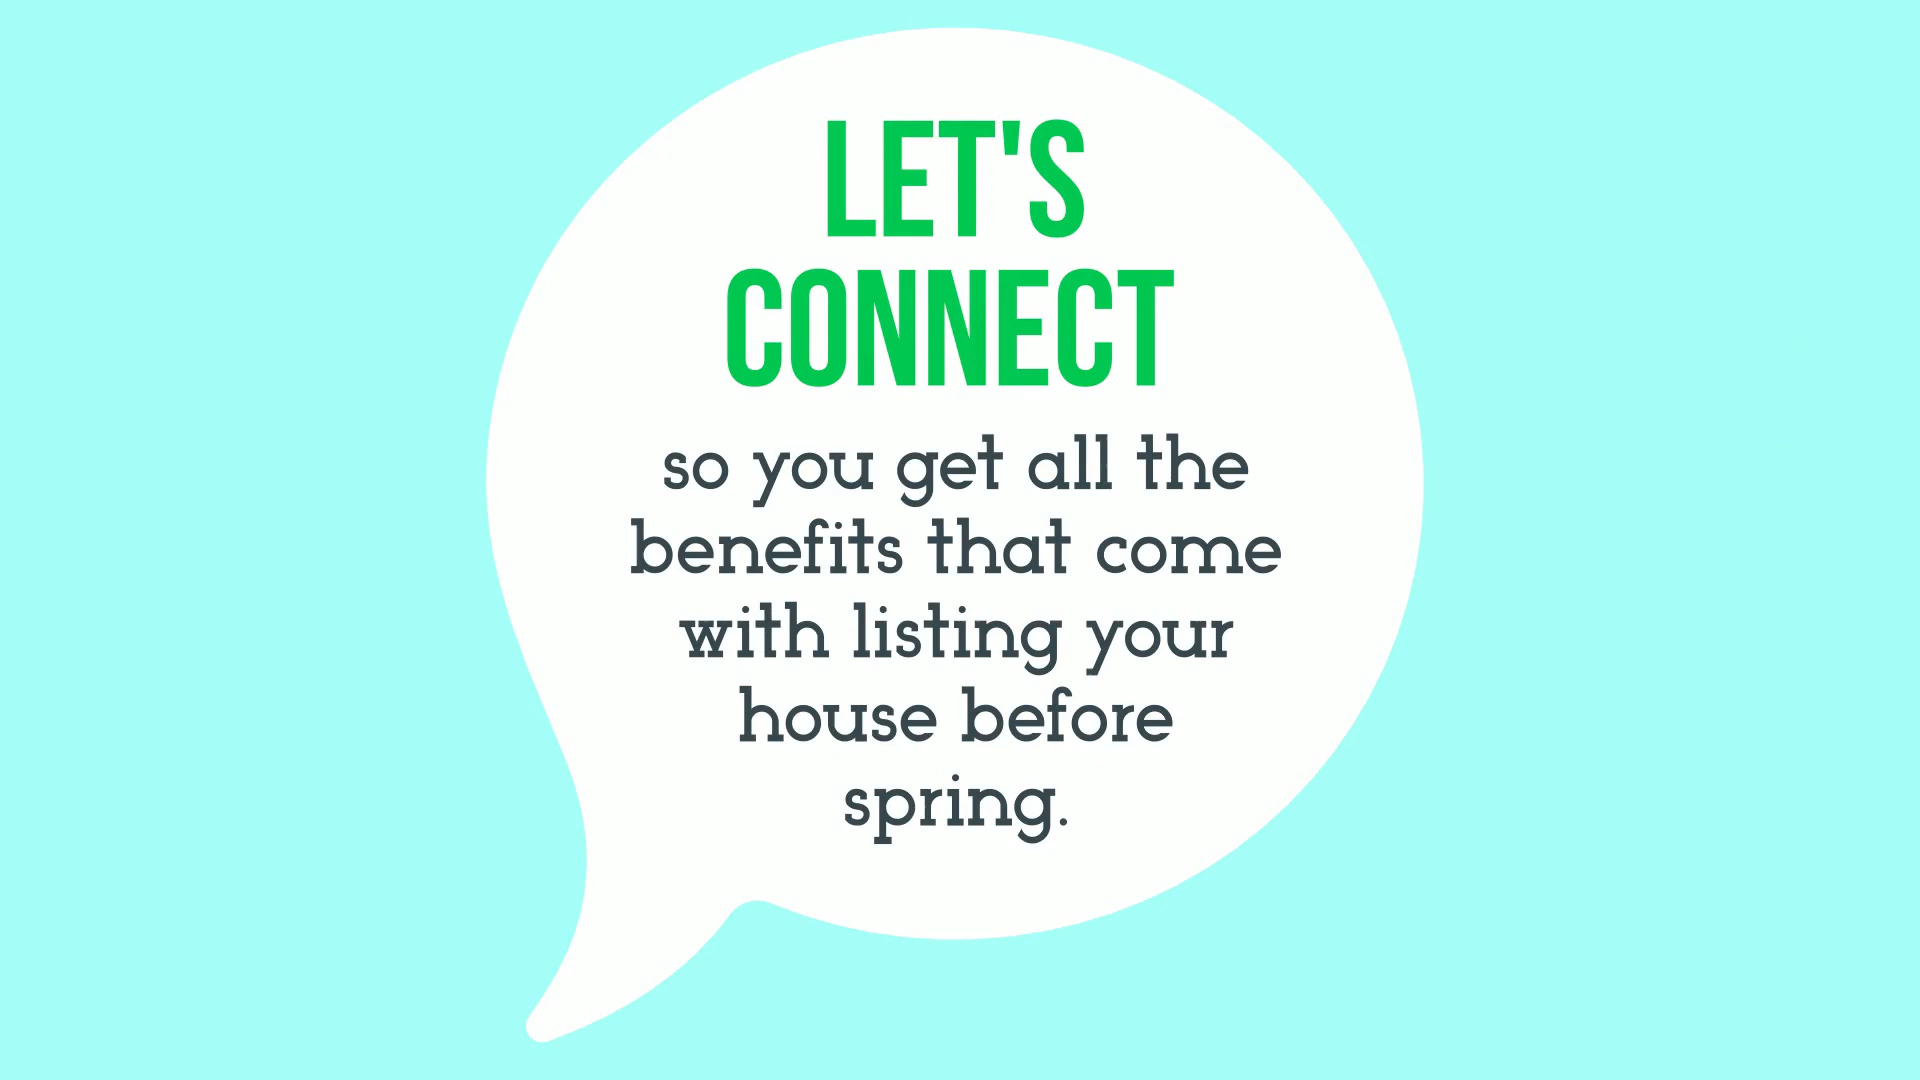 LET'S
CONNECT
so you get all the
benefits that come
with listing your
house before
spring.